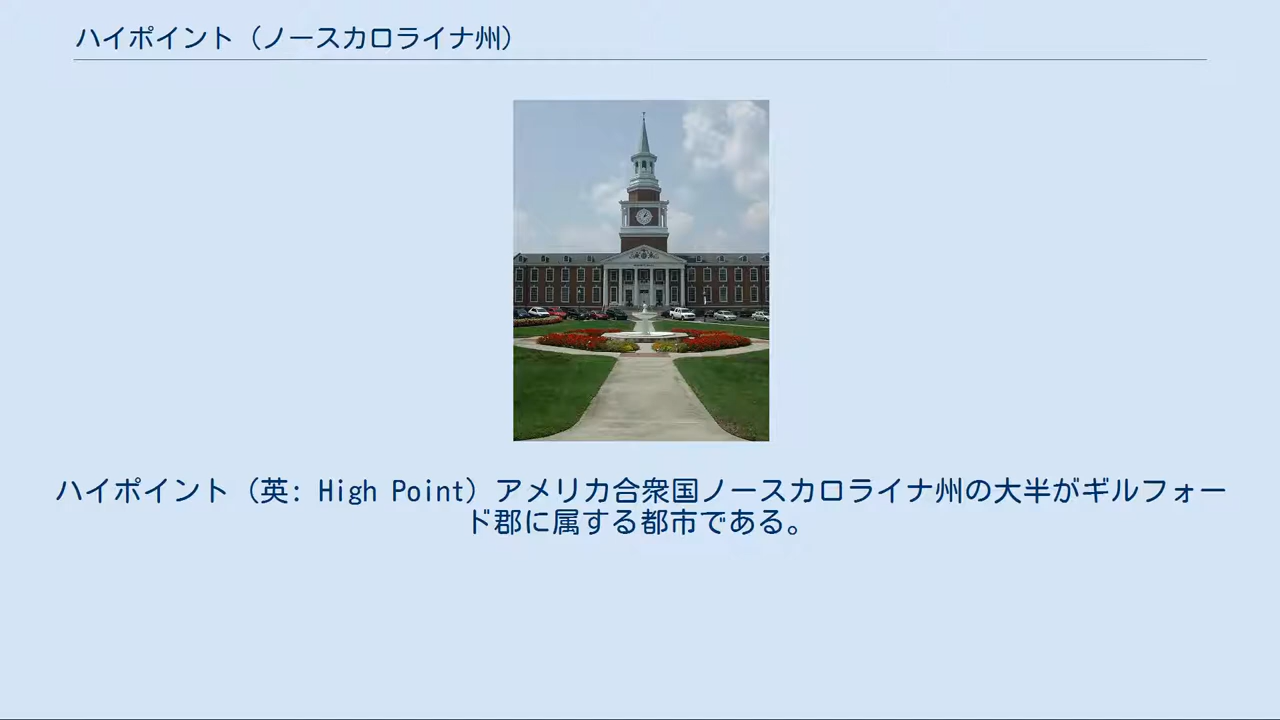 ハイポイント（ノースカロライナ州）
ハイポイント（英: High Point）アメリカ合衆国ノースカロライナ州の大半がギルフォー
ド郡に属する都市である。